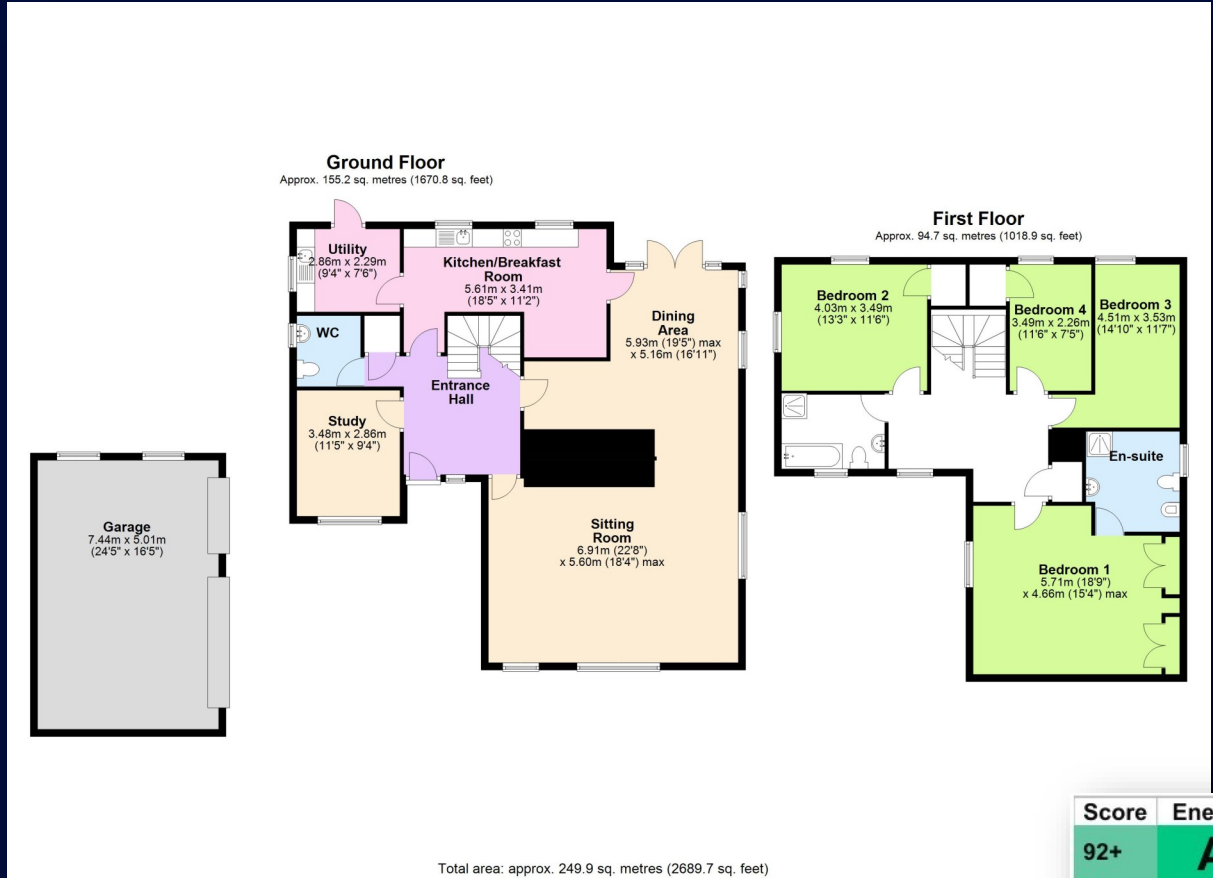 Ground Floor
Approx. 155.2 sq. metres (1670.8 sq. feet)
Utility
2.86m x 2.29m
(9'4" x 7'6")
Kitchen/Breakfast
Room
5.61m x 3.41m
(18'5" x 11'2")
WC
Dining
Area
5.93m (19'5") max
x 5.16m (16'11")
Entrance
Hall
Study
3.48m x 2.86m
(11'5" x 9'4")
Sitting
Room
6.91m (22'8")
x 5.60m (18'4") max
Garage
7.44m x 5.01m
(24'5" x 16'5")
First Floor
Approx. 94.7 sq. metres (1018.9 sq. feet)
Bedroom 2
4.03m x 3.49m
(13'3" x 11'6")
Bedroom 4
3.49m x 2.26m
(11'6" x 7'5")
Bedroom 3
4.51m x 3.53m
(14'10" x 11'7")
En-suite
Bedroom 1
5.71m (18'9")
x 4.66m (15'4") max
Total area: approx. 249.9 sq. metres (2689.7 sq. feet)
Score Ene
92+ A